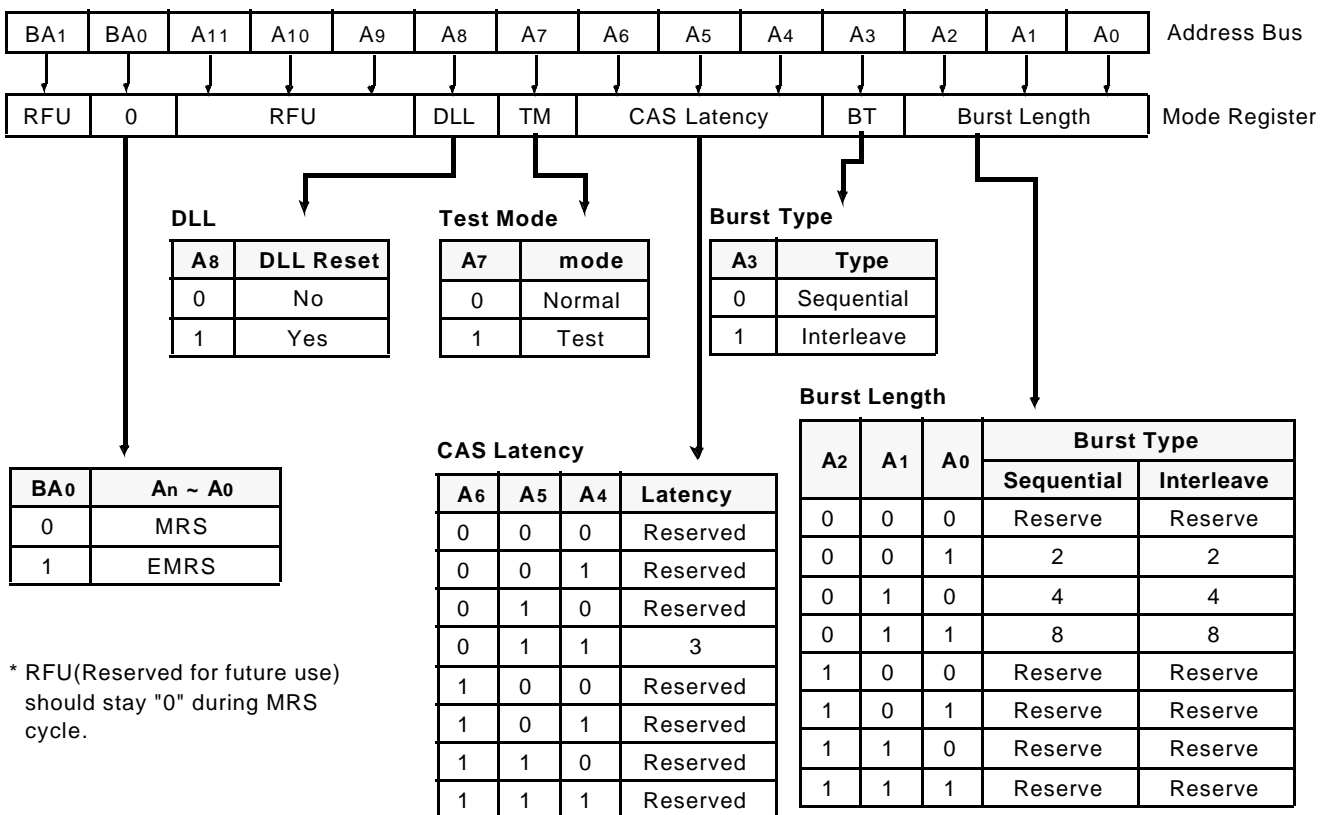 BA1 BA0 A11 A10 A9 A8 A7 A6 A5 A4 A3 A2 A1 A0 Address Bus
RFU 0 RFU DLL TM CAS Latency BT Burst Length Mode Register
DLL
A8 DLL Reset
0 No
1 Yes
Test Mode
A7 mode
0 Normal
1 Test
Burst Type
A3 Type
0 Sequential
1 Interleave
BA0 An ~ A0
0 MRS
1 EMRS
* RFU(Reserved for future use)
should stay "0" during MRS
cycle.
CAS Latency
A6 A5 A4 Latency
0 0 0 Reserved
0 0 1 Reserved
0 1 0 Reserved
0 1 1 3
1 0 0 Reserved
1 0 1 Reserved
1 1 0 Reserved
1 1 1 Reserved
Burst Length
A2 A1 A0 Burst Type
Sequential Interleave
0 0 0 Reserve Reserve
0 0 1 2 2
0 1 0 4 4
0 1 1 8 8
1 0 0 Reserve Reserve
1 0 1 Reserve Reserve
1 1 0 Reserve Reserve
1 1 1 Reserve Reserve